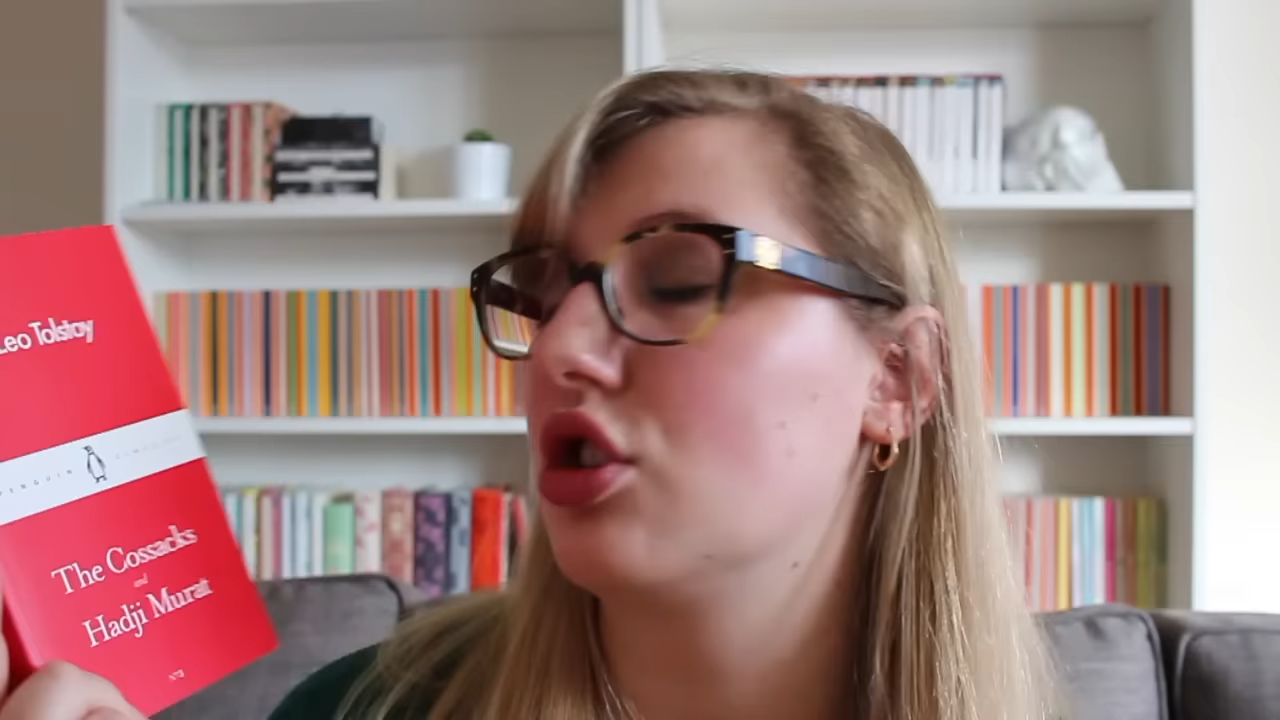 Leo Tolstoy
PENGUIN
The Cossacks
and
Hadji Murat